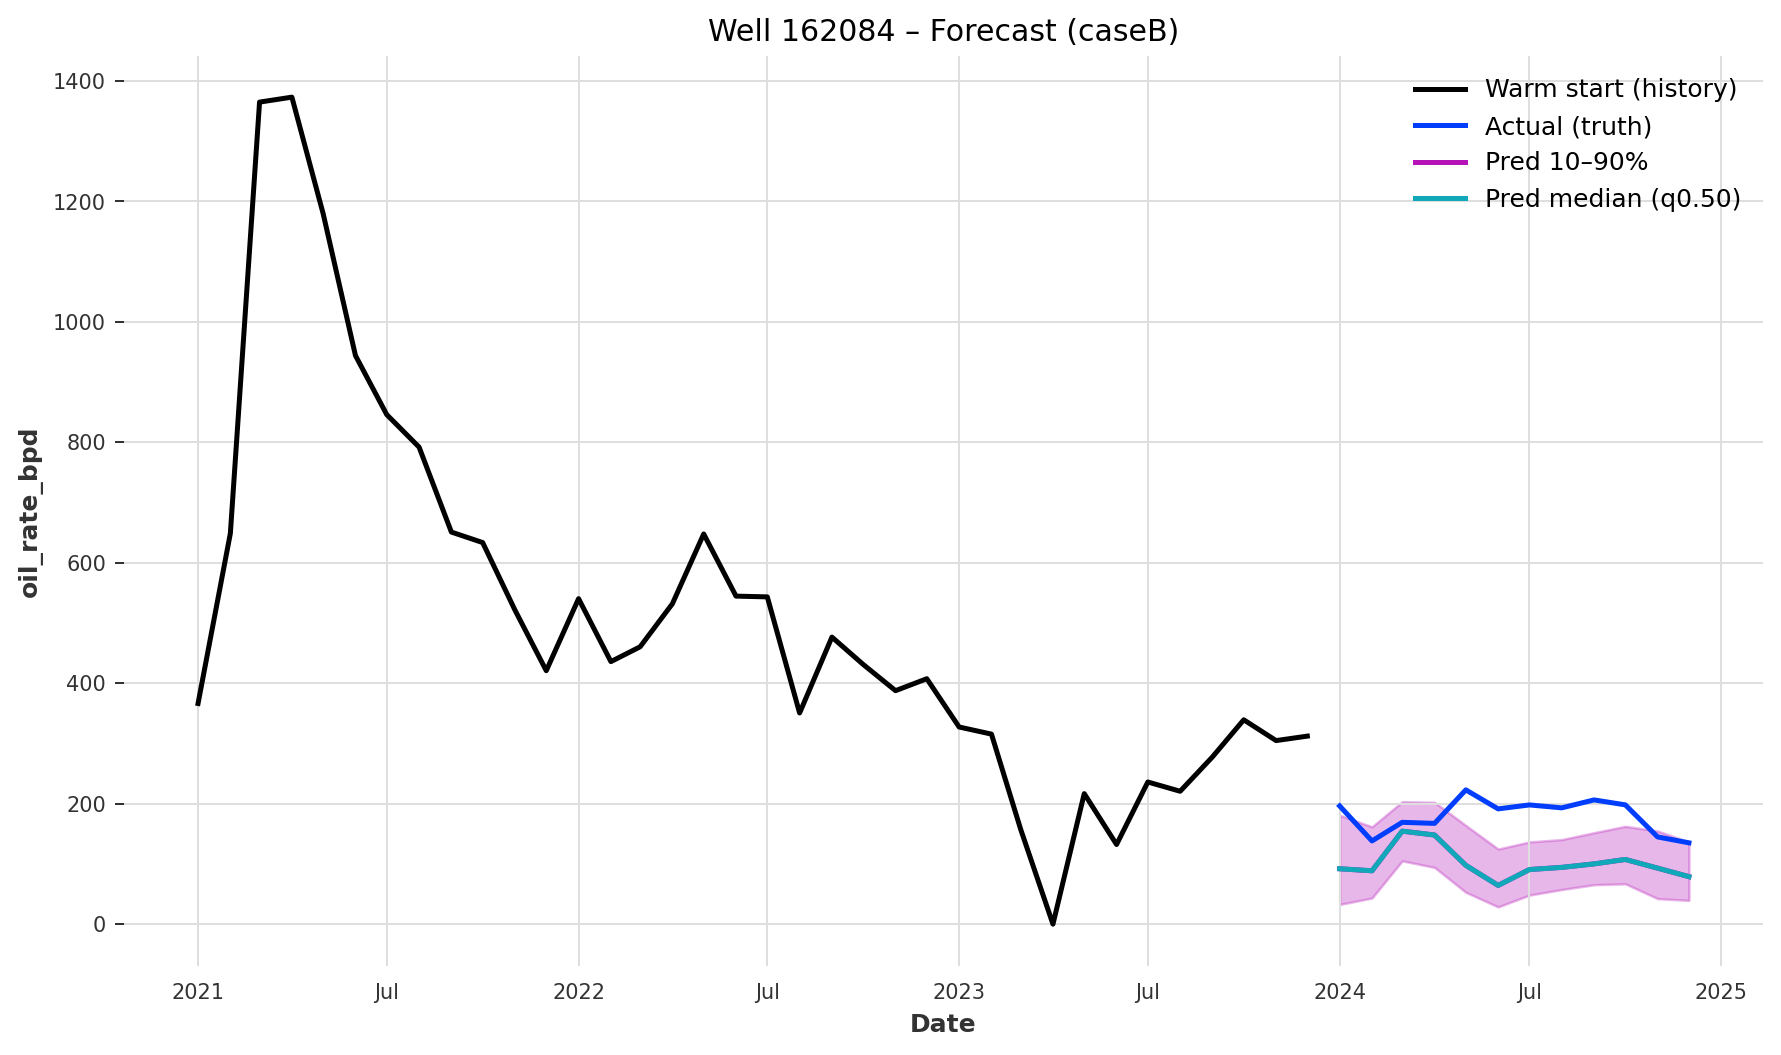 Well 162084 – Forecast (caseB)
Warm start (history)
Actual (truth)
Pred 10–90%
Pred median (q0.50)
oil_rate_bpd
1400
1200
1000
800
600
400
200
0
2021 Jul 2022 Jul 2023 Jul 2024 Jul 2025
Date